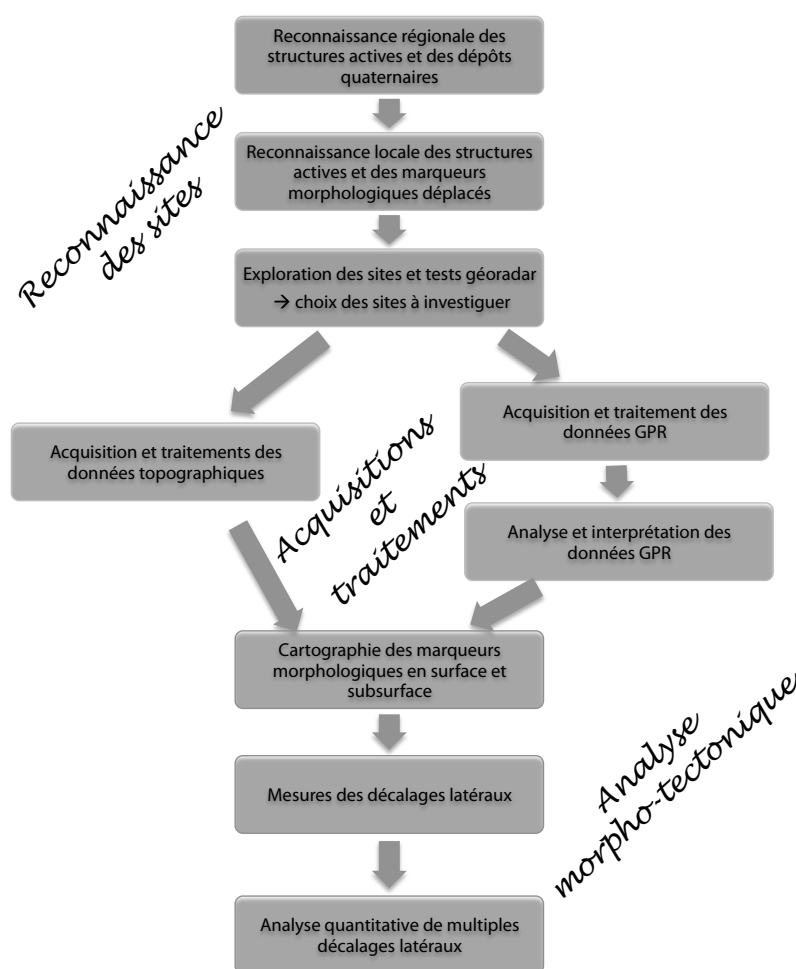 Reconnaissance régionale des
structures actives et des dépôts
quaternaires
Reconnaissance
des sites
Reconnaissance locale des structures
actives et des marqueurs
morphologiques déplacés
Exploration des sites et tests géoradar
→ choix des sites à investiguer
Acquisition et traitements des
données topographiques
Acquisitions
et
traitements
Acquisition et traitement des
données GPR
Analyse et interprétation des
données GPR
Cartographie des marqueurs
morphologiques en surface et
subsurface
Analyse
morpho-tectonique
Mesures des décalages latéraux
Analyse quantitative de multiples
décalages latéraux